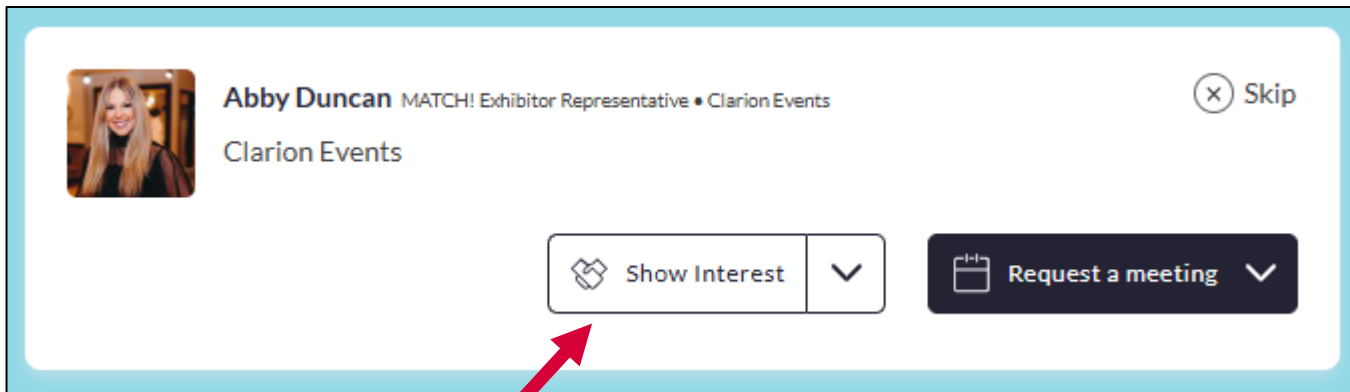 Abby Duncan MATCH! Exhibitor Representative • Clarion Events
Skip
Clarion Events
Show Interest
Request a meeting